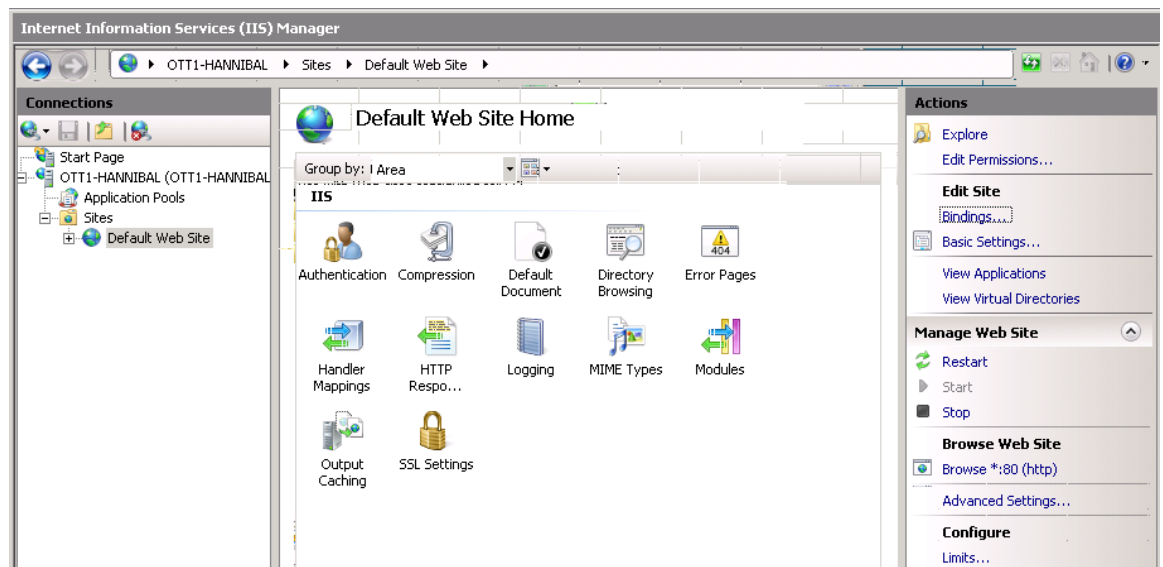 Internet Information Services (IIS) Manager
OTT1-HANNIBAL Sites Default Web Site
Connections
Start Page
OTT1-HANNIBAL (OTT1-HANNIBAL
Application Pools
Sites
Default Web Site
Default Web Site Home
Group by: Area
IIS
Authentication Compression Default Document Directory Browsing Error Pages
404
Handler Mappings HTTP Respo... Logging MIME Types Modules
Output Caching SSL Settings
Actions
Explore
Edit Permissions...
Edit Site
Bindings...
Basic Settings...
View Applications
View Virtual Directories
Manage Web Site
Restart
Start
Stop
Browse Web Site
Browse *:80 (http)
Advanced Settings...
Configure
Limits...